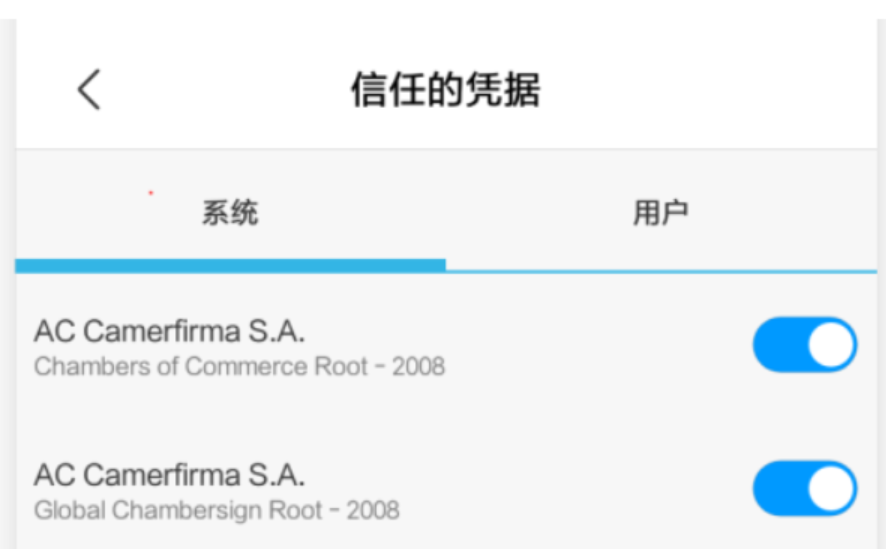 信任的凭据
系统 用户
AC Camerfirma S.A.
Chambers of Commerce Root - 2008
AC Camerfirma S.A.
Global Chambersign Root - 2008